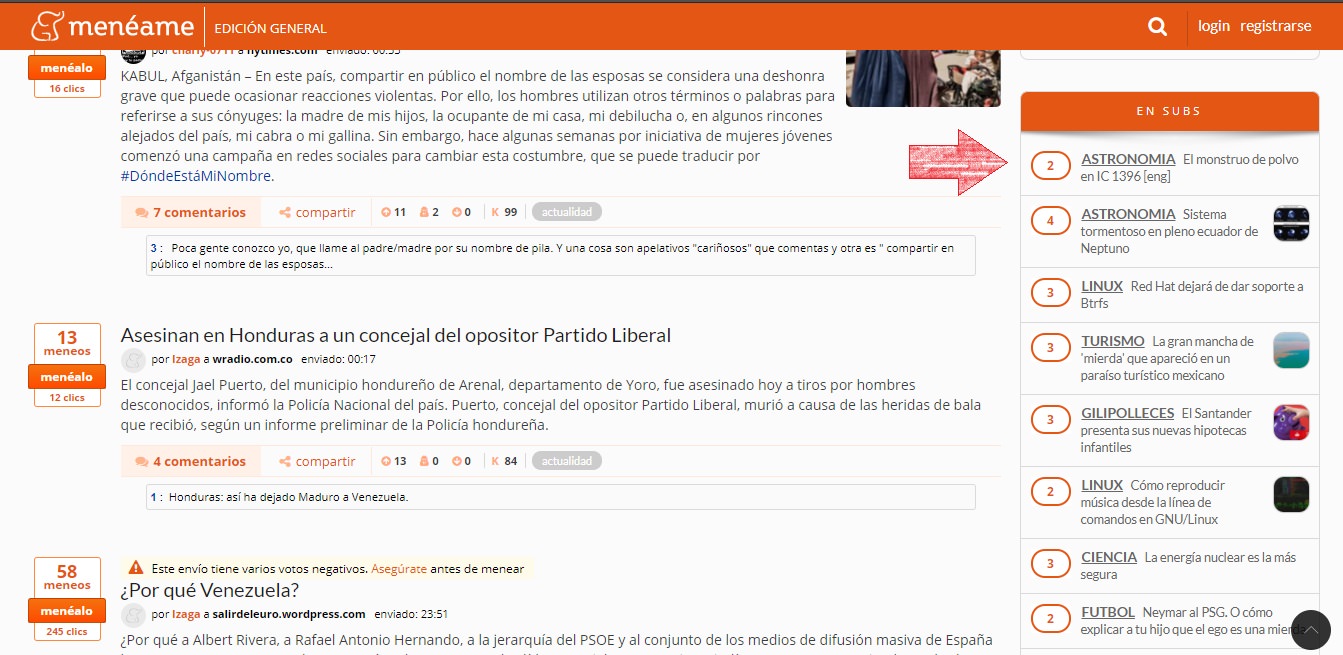 menéame EDICIÓN GENERAL
login registrarse
por charly-0711 a nytimes.com enviado: 00:55
menéalo
16 clics
KABUL, Afganistán – En este país, compartir en público el nombre de las esposas se considera una deshonra
grave que puede ocasionar reacciones violentas. Por ello, los hombres utilizan otros términos o palabras para
referirse a sus cónyuges: la madre de mis hijos, la ocupante de mi casa, mi debilucha o, en algunos rincones
alejados del país, mi cabra o mi gallina. Sin embargo, hace algunas semanas por iniciativa de mujeres jóvenes
comenzó una campaña en redes sociales para cambiar esta costumbre, que se puede traducir por
#DóndeEstáMiNombre.
7 comentarios compartir 11 2 0 K 99 actualidad
3 : Poca gente conozco yo, que llame al padre/madre por su nombre de pila. Y una cosa son apelativos "cariñosos" que comentas y otra es " compartir en
público el nombre de las esposas...
13
meneos
menéalo
12 clics
Asesinan en Honduras a un concejal del opositor Partido Liberal
por Izaga a wradio.com.co enviado: 00:17
El concejal Jael Puerto, del municipio hondureño de Arenal, departamento de Yoro, fue asesinado hoy a tiros por hombres
desconocidos, informó la Policía Nacional del país. Puerto, concejal del opositor Partido Liberal, murió a causa de las heridas de bala
que recibió, según un informe preliminar de la Policía hondureña.
4 comentarios compartir 13 0 0 K 84 actualidad
1 : Honduras: así ha dejado Maduro a Venezuela.
58
meneos
menéalo
245 clics
Este envío tiene varios votos negativos. Asegúrate antes de menear
¿Por qué Venezuela?
por Izaga a salirdeleuro.wordpress.com enviado: 23:51
¿Por qué a Albert Rivera, a Rafael Antonio Hernando, a la jerarquía del PSOE y al conjunto de los medios de difusión masiva de España
EN SUBS
2 ASTRONOMIA El monstruo de polvo
en IC 1396 [eng]
4 ASTRONOMIA Sistema
tormentoso en pleno ecuador de
Neptuno
3 LINUX Red Hat dejará de dar soporte a
Btrfs
3 TURISMO La gran mancha de
'mierda' que apareció en un
paraíso turístico mexicano
3 GILIPOLLECES El Santander
presenta sus nuevas hipotecas
infantiles
2 LINUX Cómo reproducir
música desde la línea de
comandos en GNU/Linux
3 CIENCIA La energía nuclear es la más
segura
2 FUTBOL Neymar al PSG. O cómo
explicar a tu hijo que el ego es una mierda